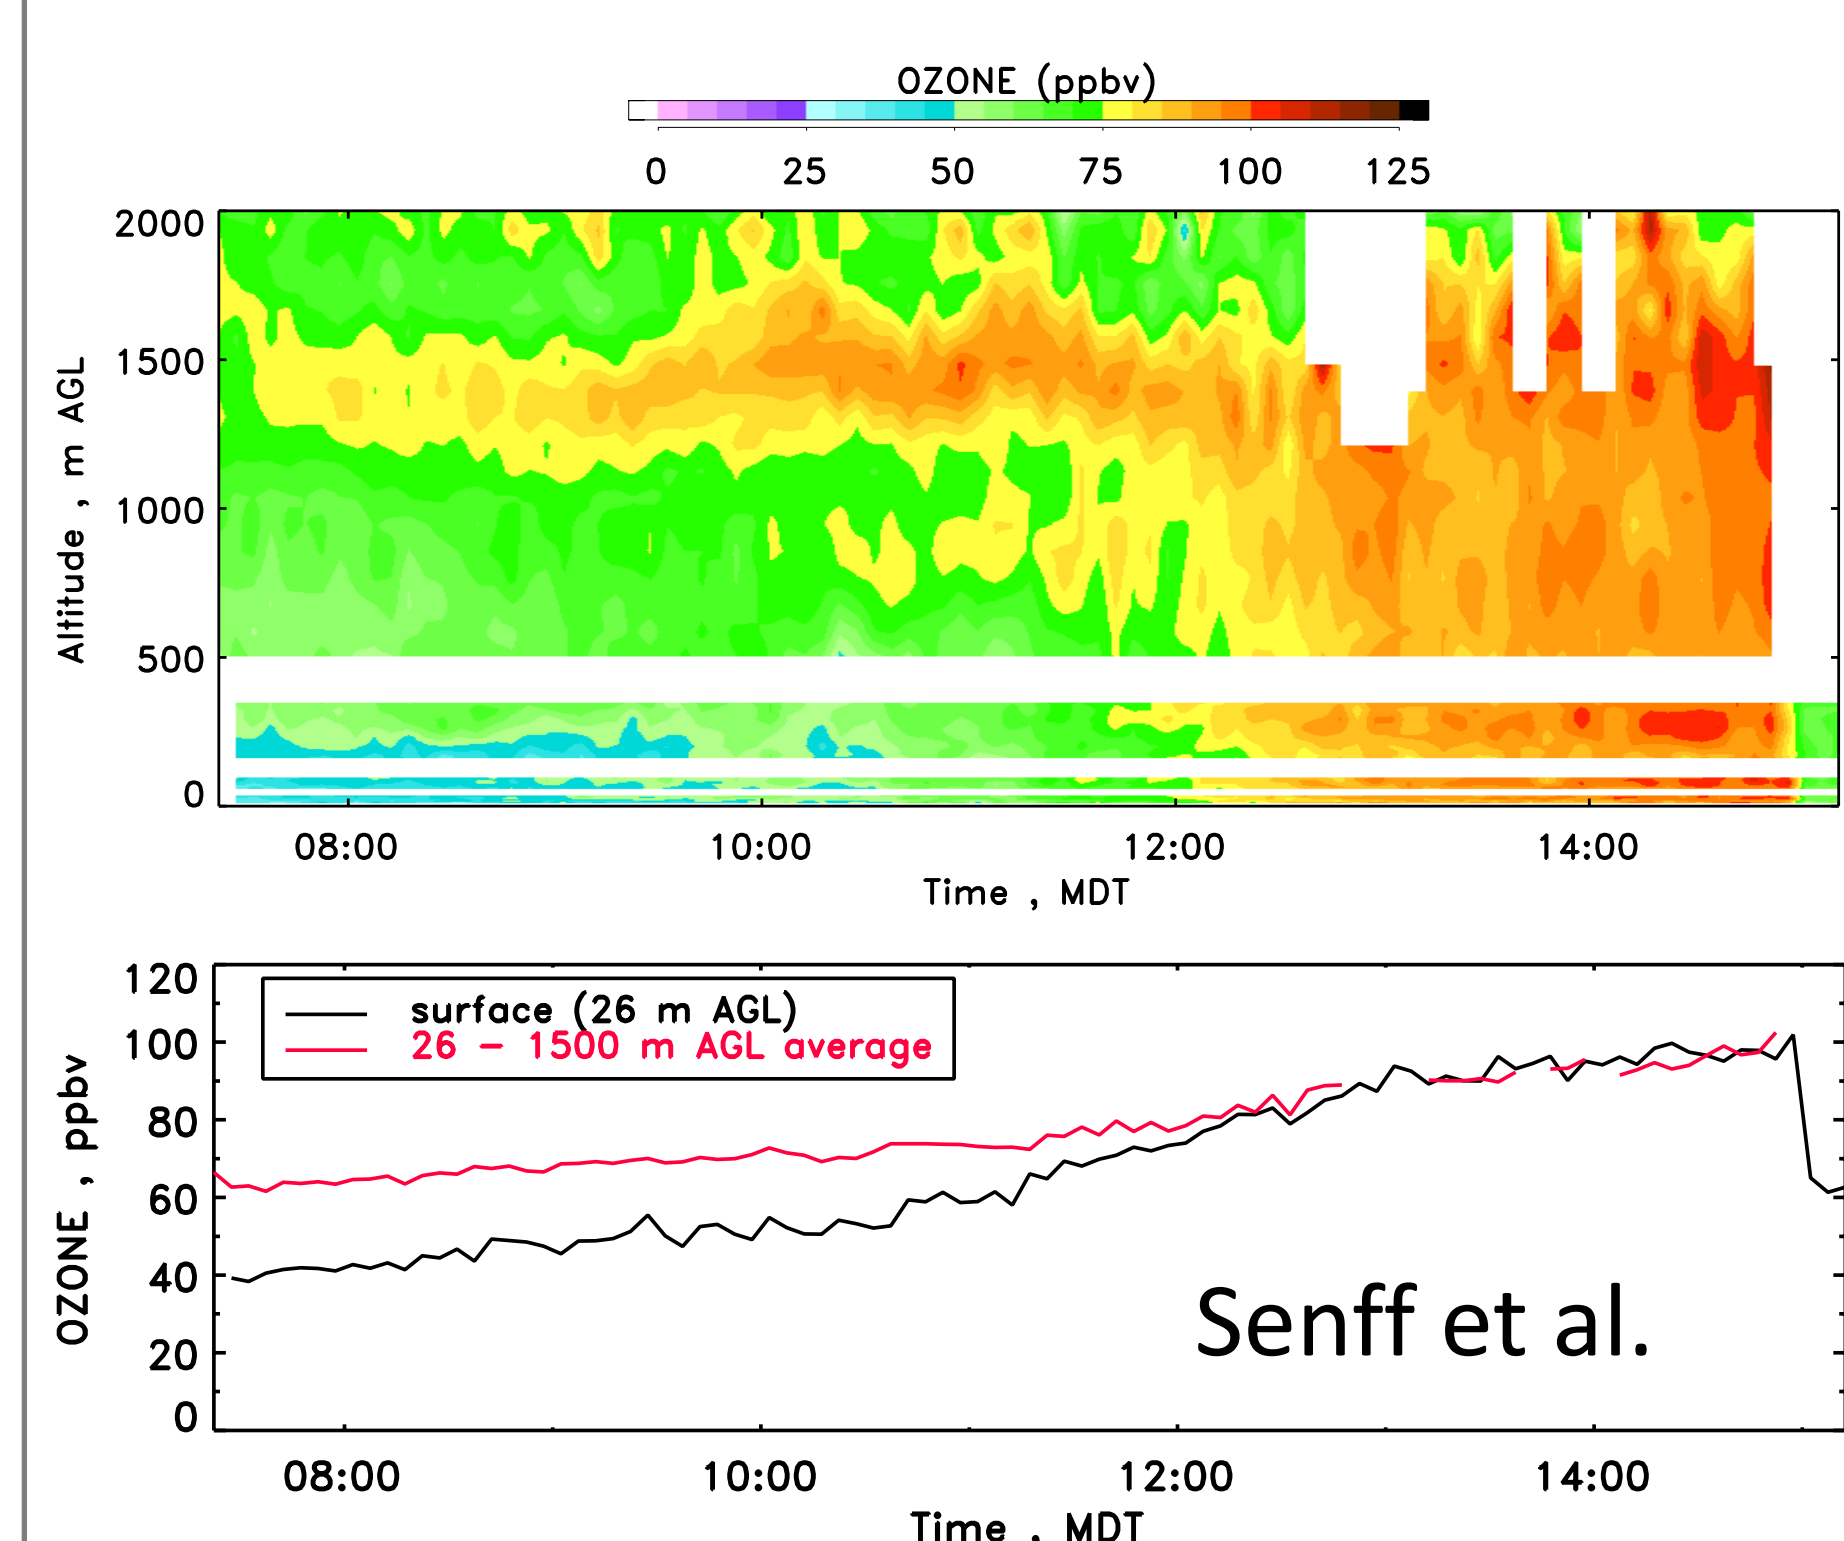 OZONE (ppbv)
0 25 50 75 100 125
2000
1500
1000
500
0
Altitude , m AGL
08:00 10:00 12:00 14:00
Time , MDT
120
100
80
60
40
20
0
OZONE , ppbv
surface (26 m AGL)
26 – 1500 m AGL average
Senff et al.
08:00 10:00 12:00 14:00
Time , MDT